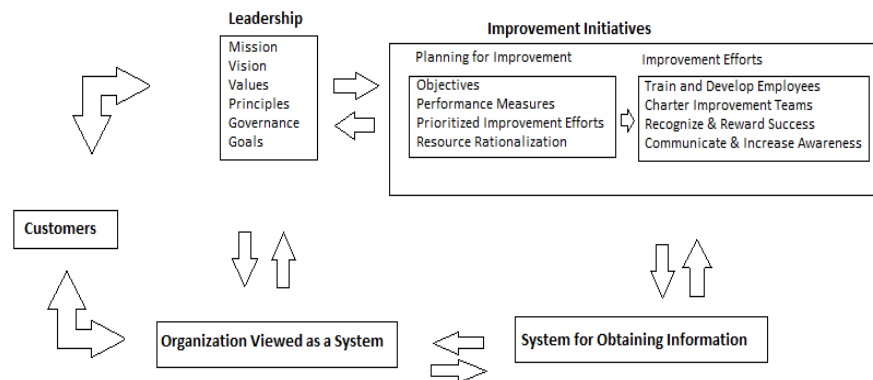 Leadership
Mission
Vision
Values
Principles
Governance
Goals
Improvement Initiatives
Planning for Improvement
Objectives
Performance Measures
Prioritized Improvement Efforts
Resource Rationalization
Improvement Efforts
Train and Develop Employees
Charter Improvement Teams
Recognize & Reward Success
Communicate & Increase Awareness
Customers
Organization Viewed as a System
System for Obtaining Information